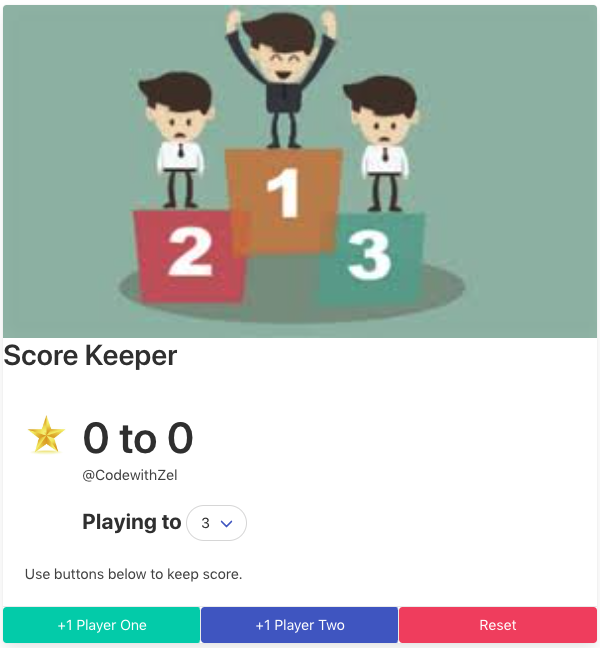 1
2
3
Score Keeper
0 to 0
@CodewithZel
Playing to 3
Use buttons below to keep score.
+1 Player One
+1 Player Two
Reset